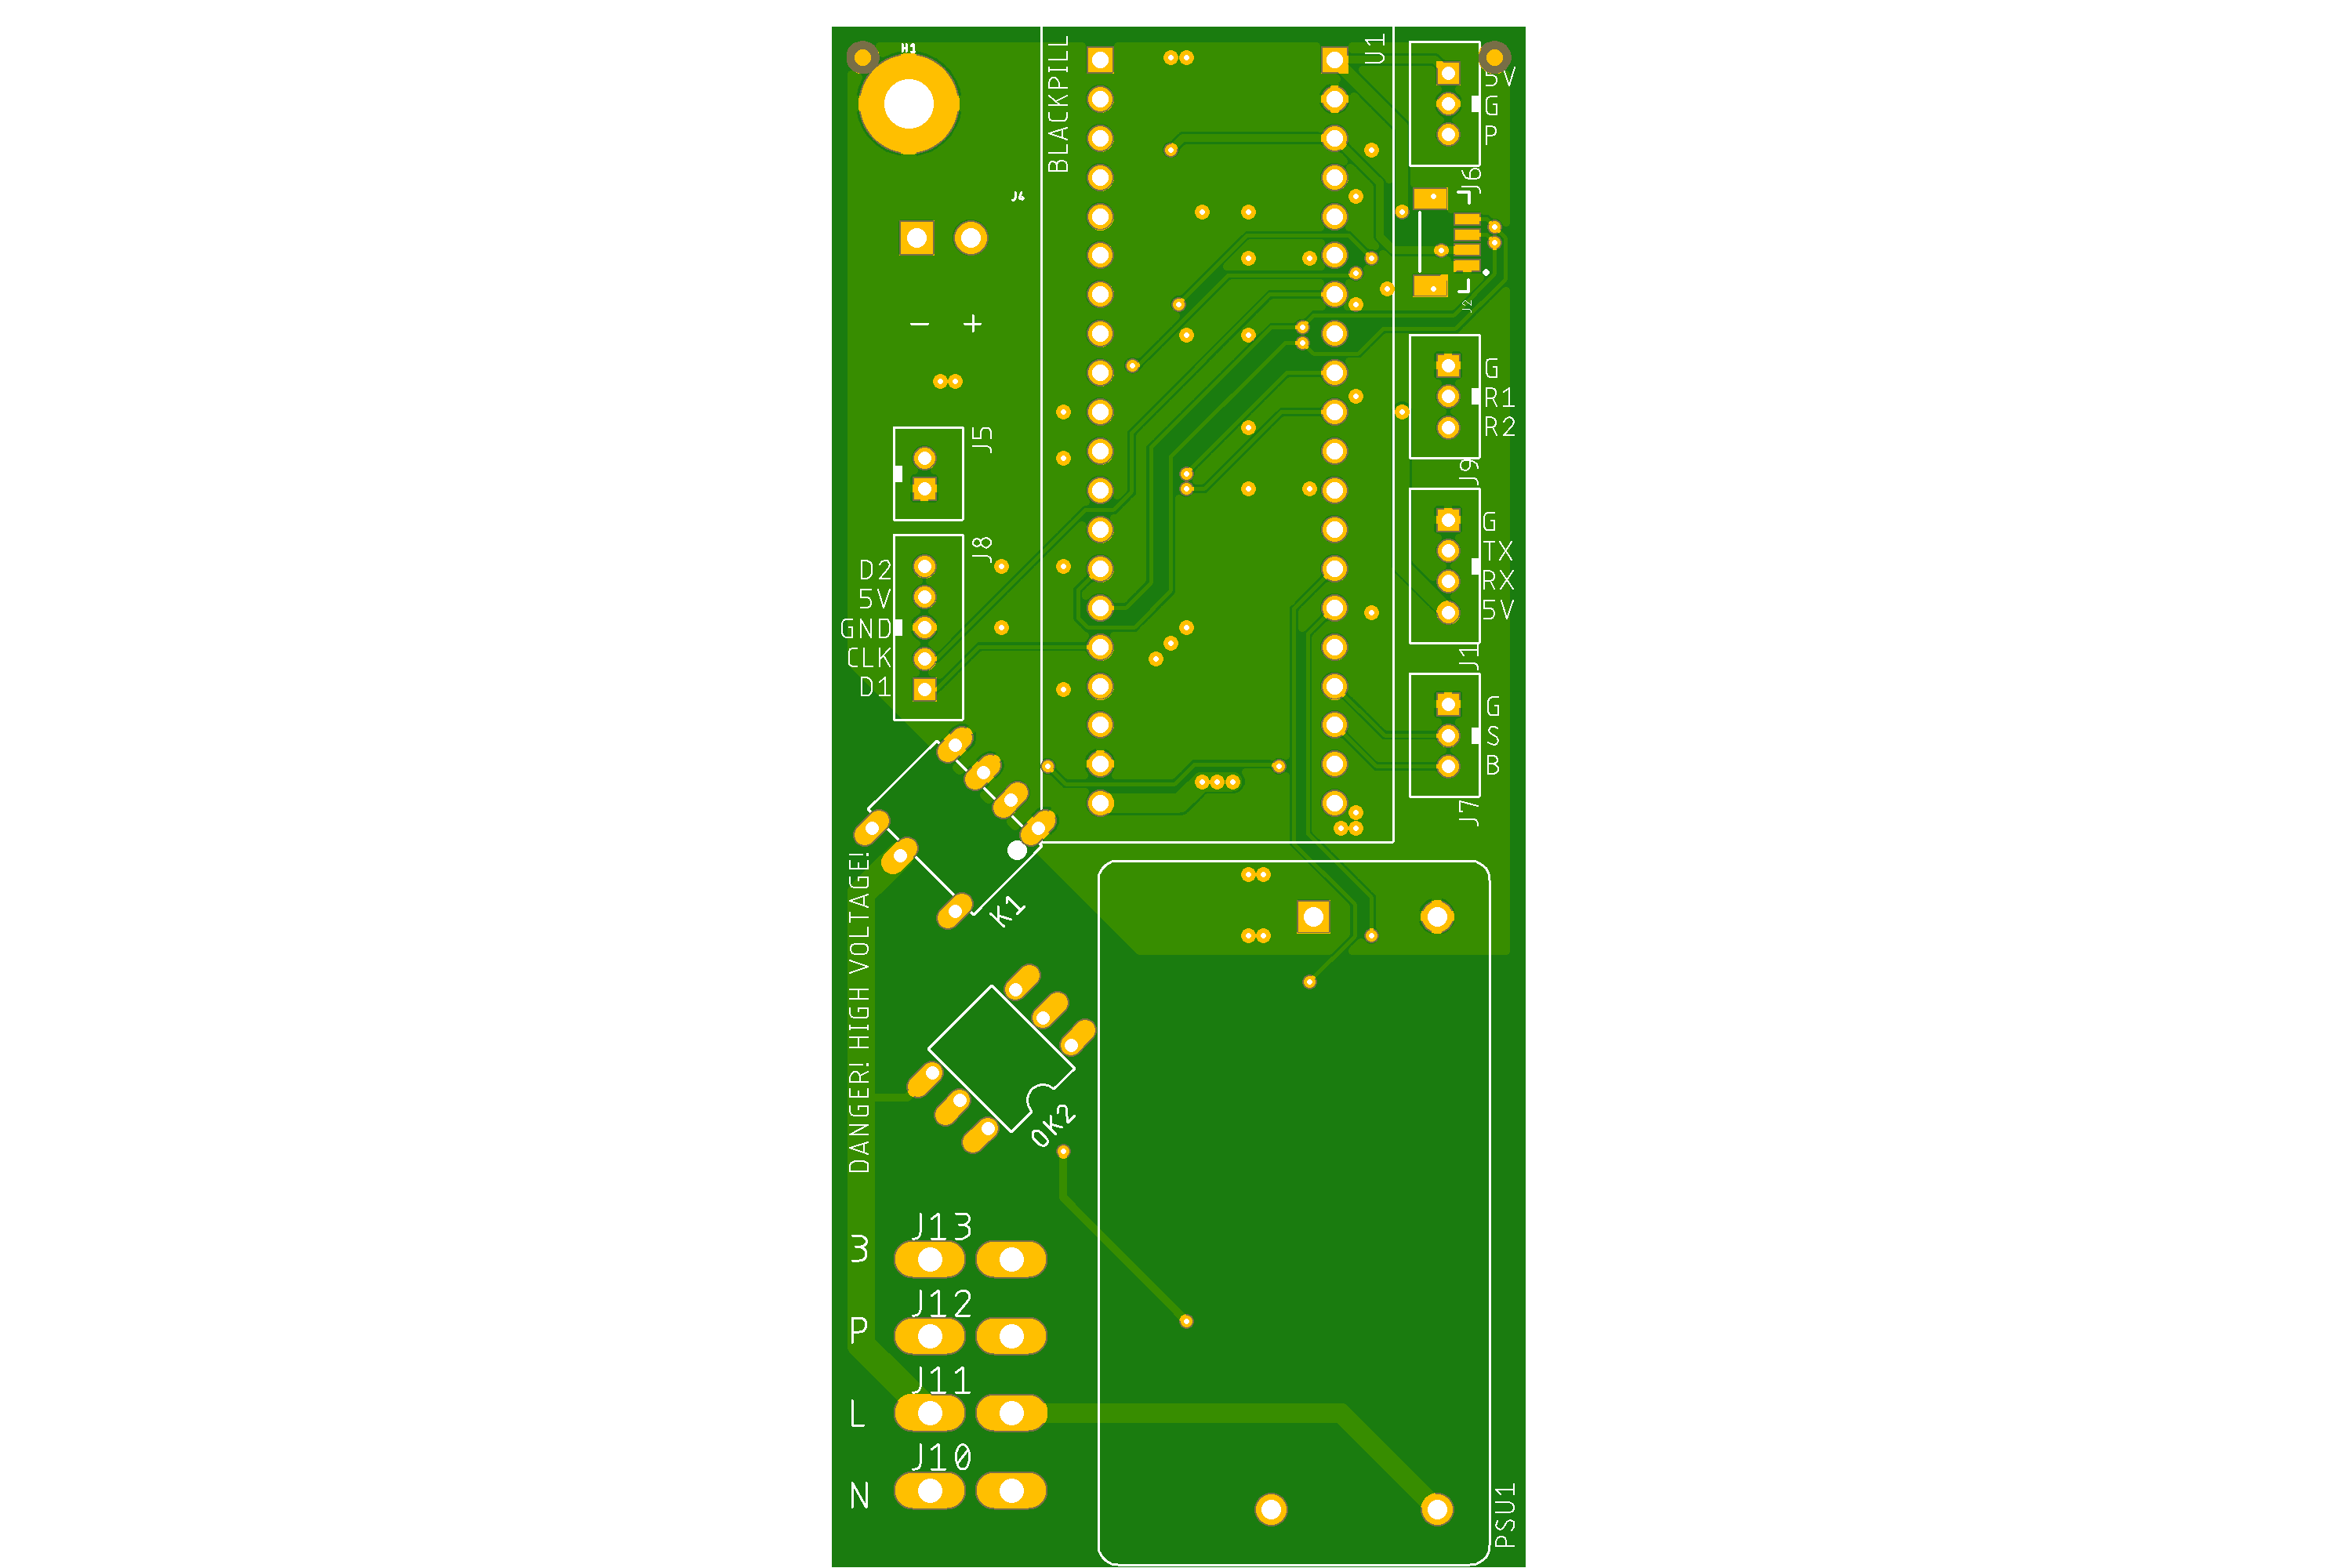 H1
BLACKPILL
U1
5V
G
P
J6
J4
J2
- +
G
R1
R2
J9
J5
J8
D2
5V
GND
CLK
D1
G
TX
RX
5V
J1
G
S
B
J7
K1
DANGER! HIGH VOLTAGE!
OK2
J13
3
J12
P
J11
L
J10
N
PSU1